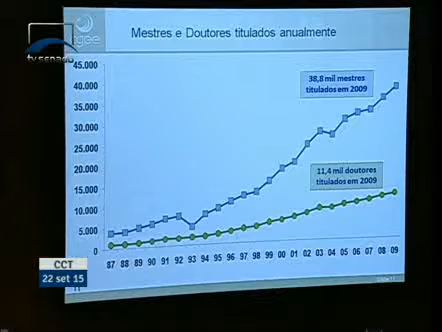 cgee
tv senado
Mestres e Doutores titulados anualmente
45.000
40.000
35.000
30.000
25.000
20.000
15.000
10.000
5.000
0
38,8 mil mestres
titulados em 2009
11,4 mil doutores
titulados em 2009
87 88 89 90 91 92 93 94 95 96 97 98 99 00 01 02 03 04 05 06 07 08 09
CCT
22 set 15
11